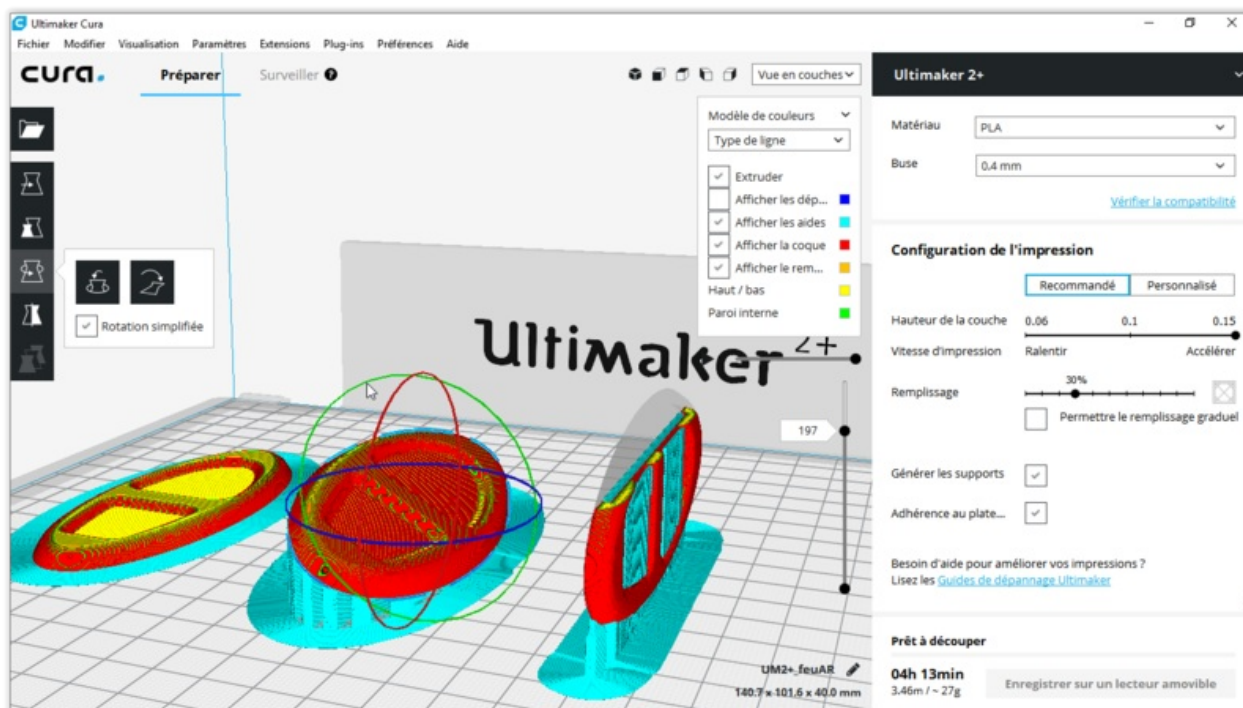 Ultimaker Cura
Fichier Modifier Visualisation Paramètres Extensions Plug-ins Préférences Aide
cura.
Préparer
Surveiller ?
Vue en couches
Modèle de couleurs
Type de ligne
Extruder
Afficher les dép...
Afficher les aides
Afficher la coque
Afficher le rem...
Haut / bas
Paroi interne
Rotation simplifiée
Ultimaker 2+
197
UM2+_feuAR
140.7 x 101.6 x 40.0 mm
Ultimaker 2+
Matériau PLA
Buse 0.4 mm
Vérifier la compatibilité
Configuration de l'impression
Recommandé Personnalisé
Hauteur de la couche 0.06 0.1 0.15
Vitesse d'impression Ralentir Accélérer
30%
Remplissage
Permettre le remplissage graduel
Générer les supports
Adhérence au plate...
Besoin d'aide pour améliorer vos impressions ?
Lisez les Guides de dépannage Ultimaker
Prêt à découper
04h 13min
3.46m / ~ 27g
Enregistrer sur un lecteur amovible